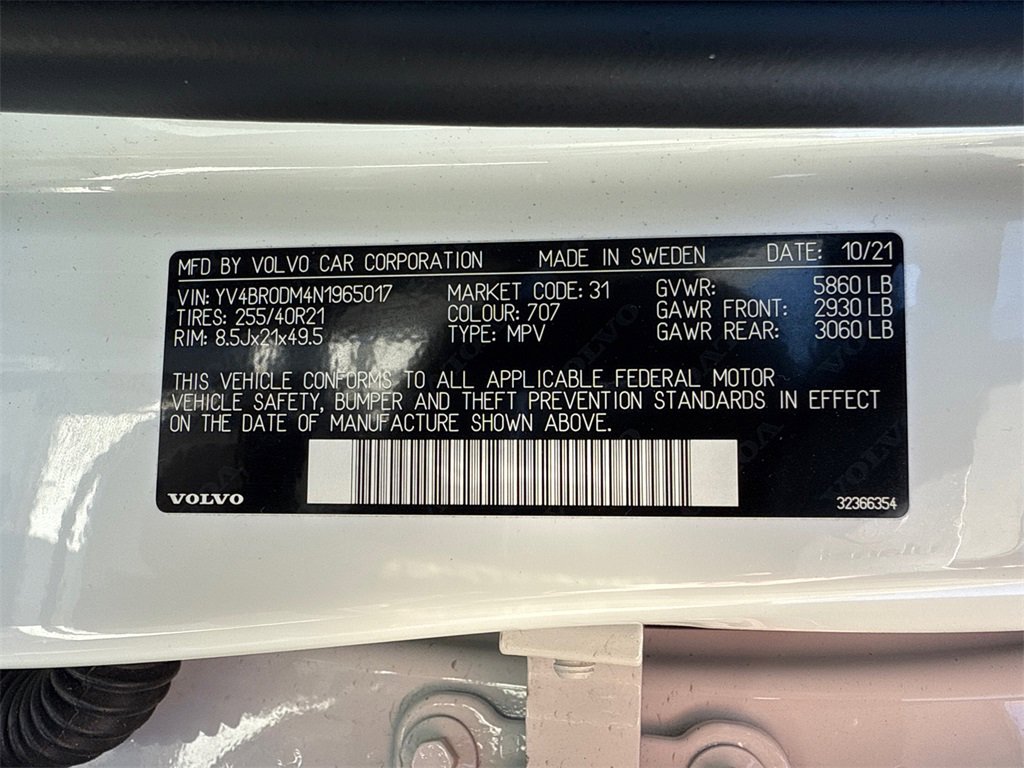 MFD BY VOLVO CAR CORPORATION MADE IN SWEDEN DATE: 10/21
VIN: YV4BR0DM4N1965017 MARKET CODE: 31 GVWR: 5860 LB
TIRES: 255/40R21 COLOUR: 707 GAWR FRONT: 2930 LB
RIM: 8.5Jx21x49.5 TYPE: MPV GAWR REAR: 3060 LB
THIS VEHICLE CONFORMS TO ALL APPLICABLE FEDERAL MOTOR
VEHICLE SAFETY, BUMPER AND THEFT PREVENTION STANDARDS IN EFFECT
ON THE DATE OF MANUFACTURE SHOWN ABOVE.
VOLVO 32366354